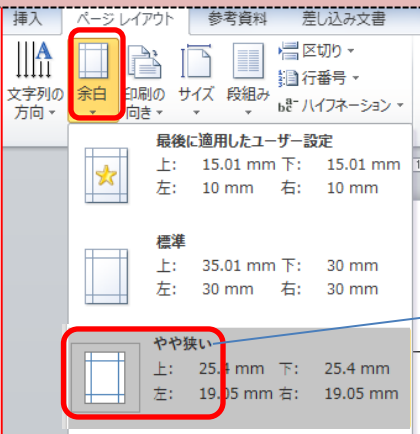 挿入 ページ レイアウト 参考資料 差し込み文書
文字列の方向 余白 印刷の向き サイズ 段組み
区切り
行番号
ハイフネーション
最後に適用したユーザー設定
上: 15.01 mm 下: 15.01 mm
左: 10 mm 右: 10 mm
標準
上: 35.01 mm 下: 30 mm
左: 30 mm 右: 30 mm
やや狭い
上: 25.4 mm 下: 25.4 mm
左: 19.05 mm 右: 19.05 mm